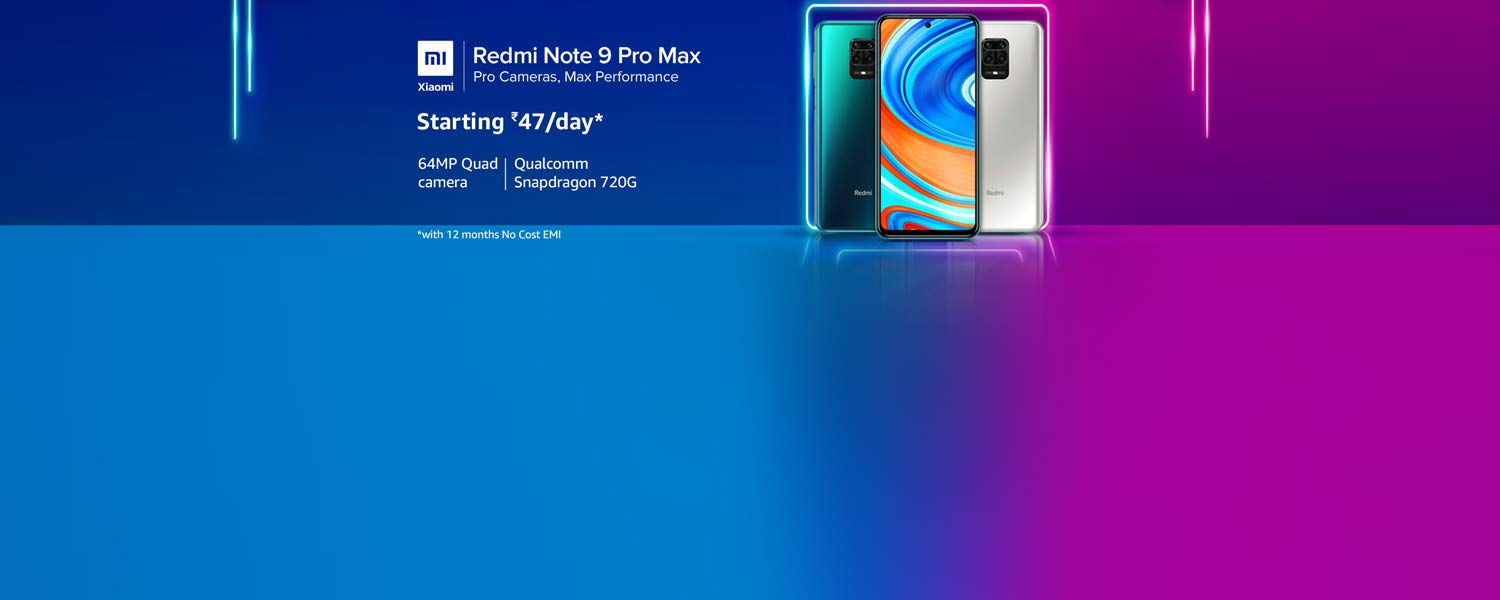 mi
Xiaomi
Redmi Note 9 Pro Max
Pro Cameras, Max Performance
Starting ₹47/day*
64MP Quad
camera
Qualcomm
Snapdragon 720G
*with 12 months No Cost EMI
Redmi
Redmi